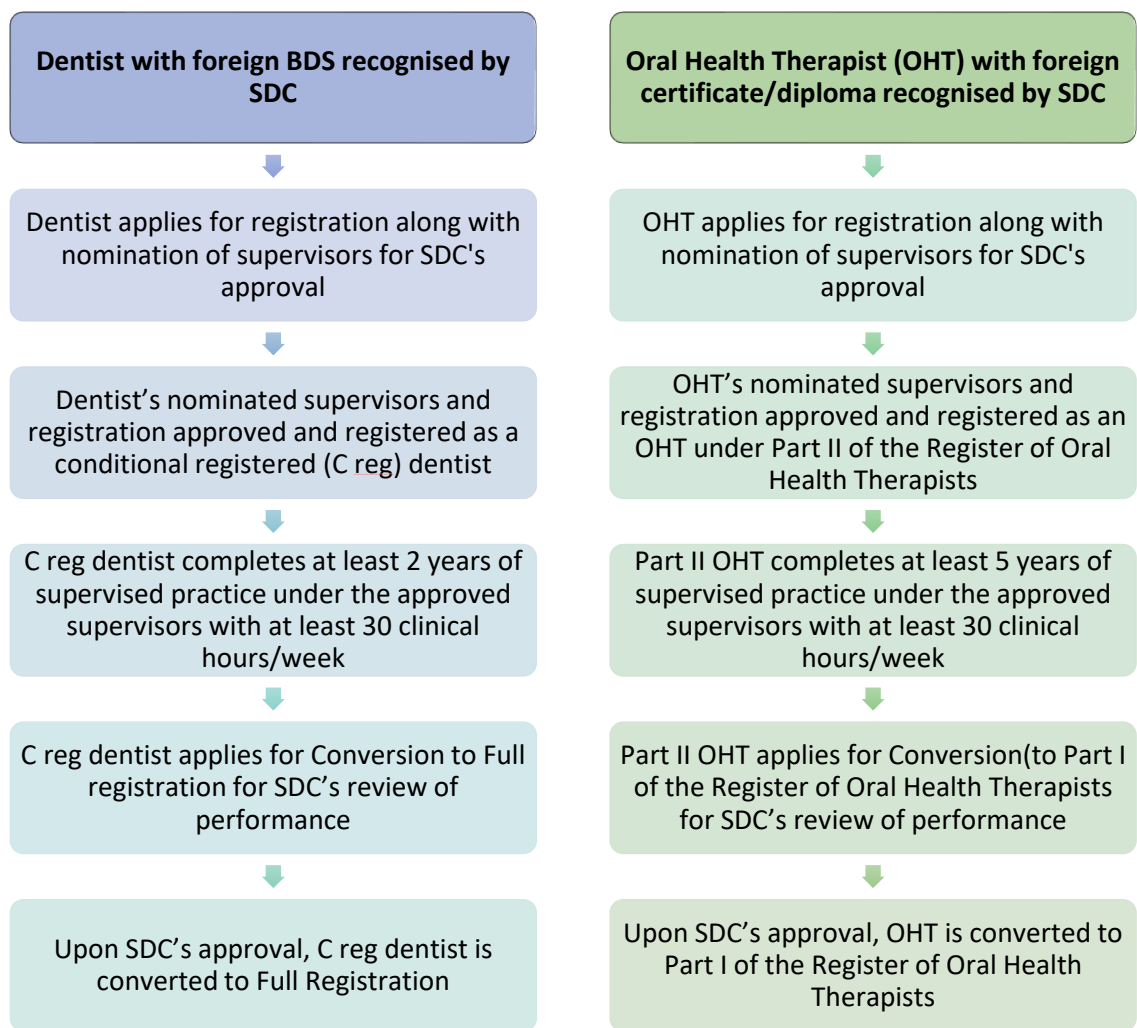 Dentist with foreign BDS recognised by
SDC
Dentist applies for registration along with
nomination of supervisors for SDC's
approval
Dentist’s nominated supervisors and
registration approved and registered as a
conditional registered (C reg) dentist
C reg dentist completes at least 2 years of
supervised practice under the approved
supervisors with at least 30 clinical
hours/week
C reg dentist applies for Conversion to Full
registration for SDC’s review of
performance
Upon SDC’s approval, C reg dentist is
converted to Full Registration
Oral Health Therapist (OHT) with foreign
certificate/diploma recognised by SDC
OHT applies for registration along with
nomination of supervisors for SDC's
approval
OHT’s nominated supervisors and
registration approved and registered as an
OHT under Part II of the Register of Oral
Health Therapists
Part II OHT completes at least 5 years of
supervised practice under the approved
supervisors with at least 30 clinical
hours/week
Part II OHT applies for Conversion(to Part I
of the Register of Oral Health Therapists
for SDC’s review of performance
Upon SDC’s approval, OHT is converted to
Part I of the Register of Oral Health
Therapists